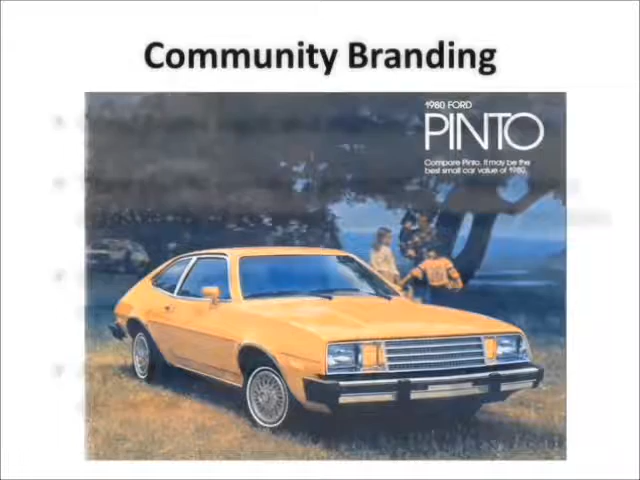 Community Branding
1980 FORD
PINTO
Compare Pinto. It may be the
best small car value of 1980.